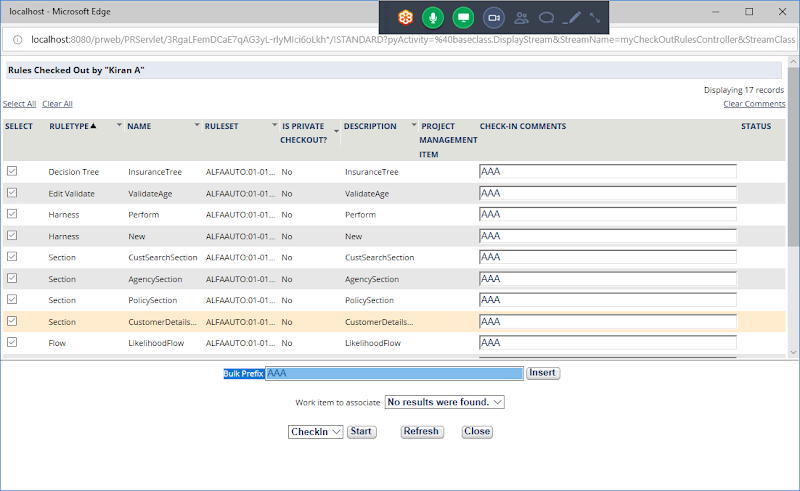 localhost - Microsoft Edge
localhost:8080/prweb/PRServlet/3RgaLFemDCaE7qAG3yL-rlyMIci6oLkh*/!STANDARD?pyActivity=%40baseclass.DisplayStream&StreamName=myCheckOutRulesController&StreamClass
Rules Checked Out by "Kiran A"
Displaying 17 records
Select All Clear All Clear Comments
SELECT RULETYPE NAME RULESET IS PRIVATE CHECKOUT? DESCRIPTION PROJECT MANAGEMENT ITEM CHECK-IN COMMENTS STATUS
Decision Tree InsuranceTree ALFAAUTO:01-01... No InsuranceTree AAA
Edit Validate ValidateAge ALFAAUTO:01-01... No ValidateAge AAA
Harness Perform ALFAAUTO:01-01... No Perform AAA
Harness New ALFAAUTO:01-01... No New AAA
Section CustSearchSection ALFAAUTO:01-01... No CustSearchSection AAA
Section AgencySection ALFAAUTO:01-01... No AgencySection AAA
Section PolicySection ALFAAUTO:01-01... No PolicySection AAA
Section CustomerDetails... ALFAAUTO:01-01... No CustomerDetails... AAA
Flow LikelihoodFlow ALFAAUTO:01-01... No LikelihoodFlow AAA
Bulk Prefix AAA Insert
Work item to associate No results were found.
CheckIn Start Refresh Close